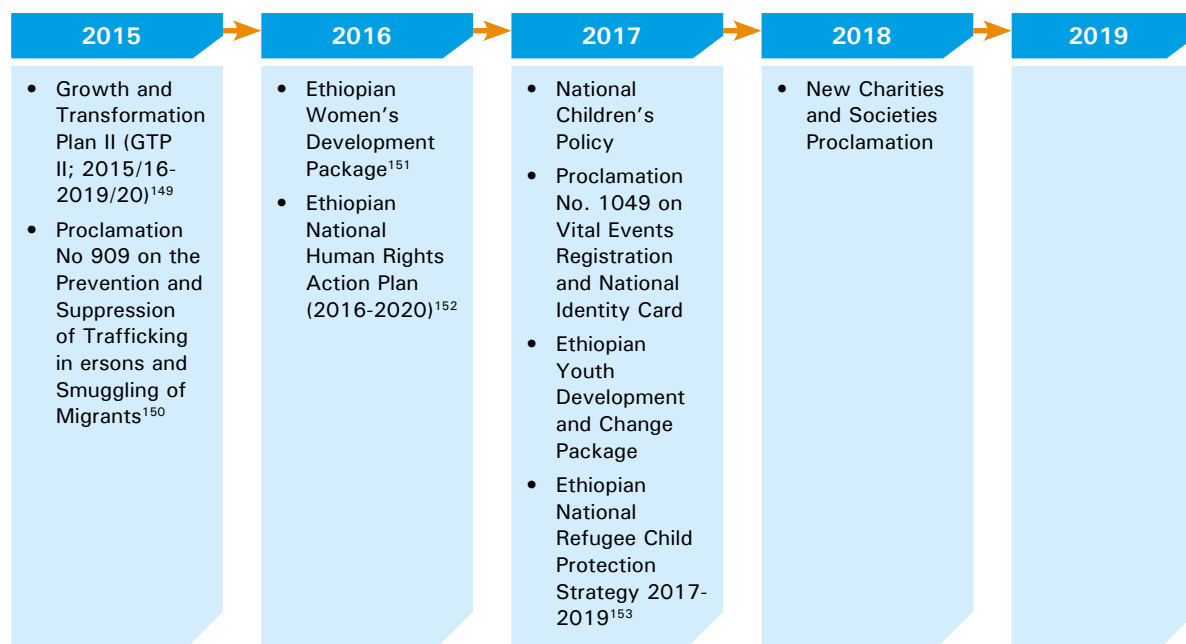 2015
2016
2017
2018
2019
• Growth and
Transformation
Plan II (GTP
II; 2015/16-
2019/20)149
• Proclamation
No 909 on the
Prevention and
Suppression
of Trafficking
in ersons and
Smuggling of
Migrants150
• Ethiopian
Women’s
Development
Package151
• Ethiopian
National
Human Rights
Action Plan
(2016-2020)152
• National
Children’s
Policy
• Proclamation
No. 1049 on
Vital Events
Registration
and National
Identity Card
• Ethiopian
Youth
Development
and Change
Package
• Ethiopian
National
Refugee Child
Protection
Strategy 2017-
2019153
• New Charities
and Societies
Proclamation